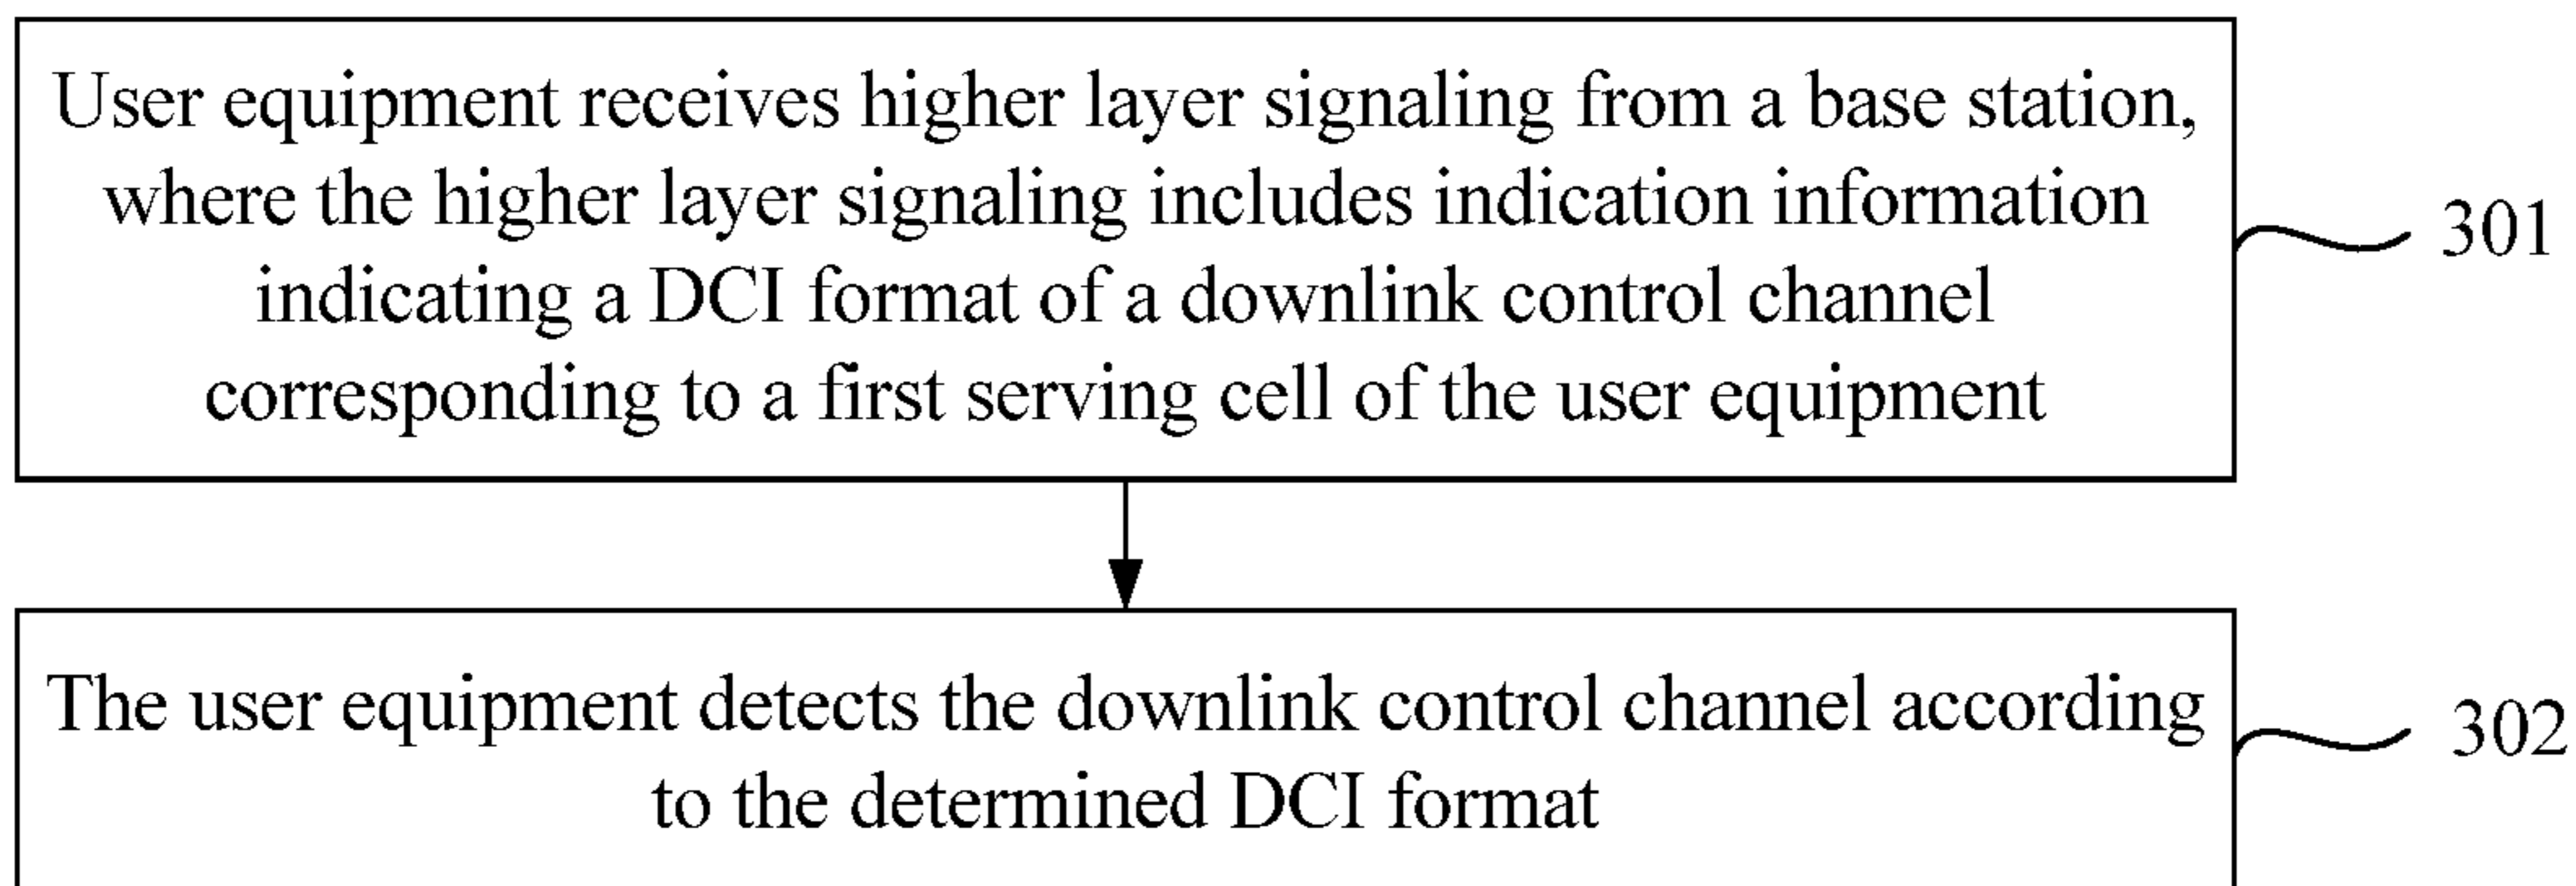 User equipment receives higher layer signaling from a base station,
where the higher layer signaling includes indication information
indicating a DCI format of a downlink control channel
corresponding to a first serving cell of the user equipment
301
The user equipment detects the downlink control channel according
to the determined DCI format
302